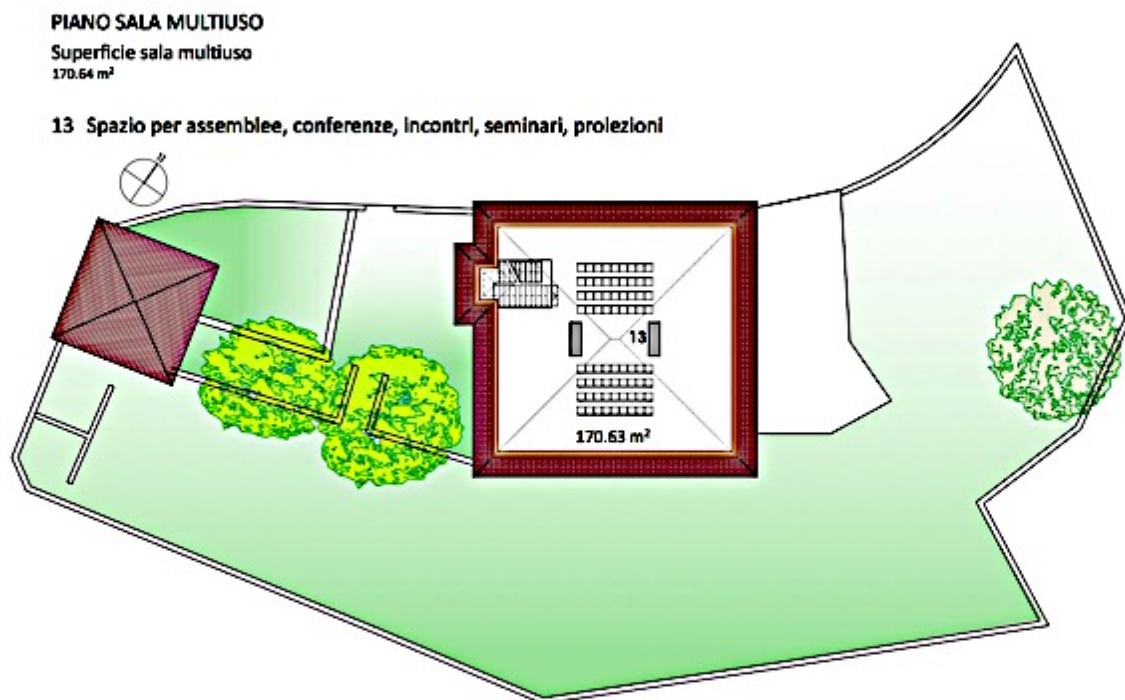 PIANO SALA MULTIUSO
Superficie sala multiuso
170.64 m²
13 Spazio per assemblee, conferenze, incontri, seminari, proiezioni
N
13
170.63 m²